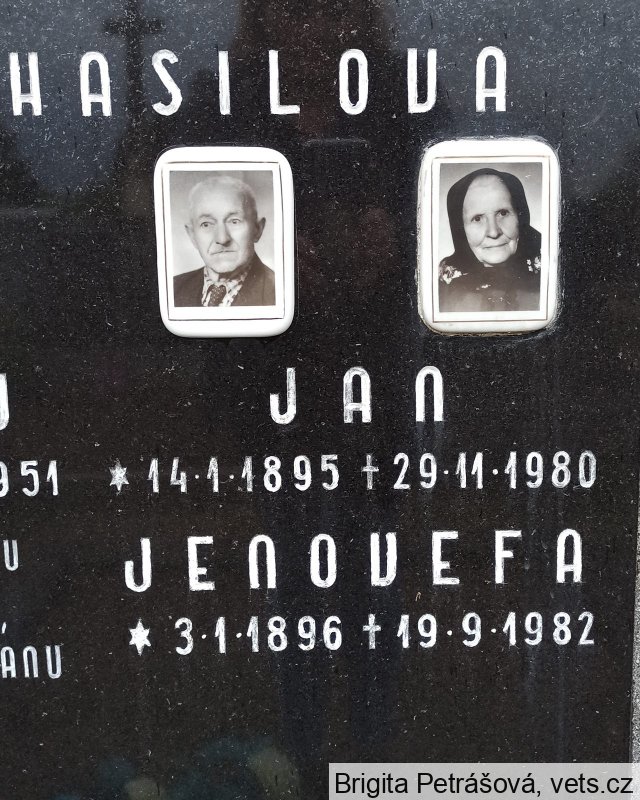 HASILOVA
JAN
951 ✶ 14·1·1895 ✝ 29·11·1980
U
JENOVEFA
✶ 3·1·1896 ✝ 19·9·1982
ÁNU
Brigita Petrášová, vets.cz